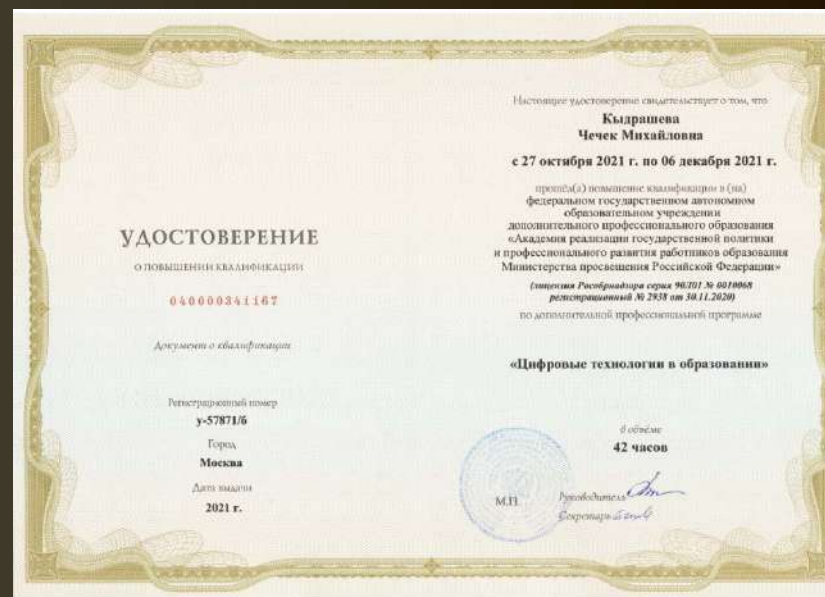 УДОСТОВЕРЕНИЕ
О ПОВЫШЕНИИ КВАЛИФИКАЦИИ
040000341167
Документ о квалификации
Регистрационный номер
у-57871/б
Город
Москва
Дата выдачи
2021 г.
Настоящее удостоверение свидетельствует о том, что
Кыдрашева
Чечек Михайловна
с 27 октября 2021 г. по 06 декабря 2021 г.
прошёл(а) повышение квалификации в (на)
федеральном государственном автономном
образовательном учреждении
дополнительного профессионального образования
«Академия реализации государственной политики
и профессионального развития работников образования
Министерства просвещения Российской Федерации»
(лицензия Рособрнадзора серия 90Л01 № 0010068
регистрационный № 2938 от 30.11.2020)
по дополнительной профессиональной программе
«Цифровые технологии в образовании»
в объёме
42 часов
М.П.
Руководитель
Секретарь